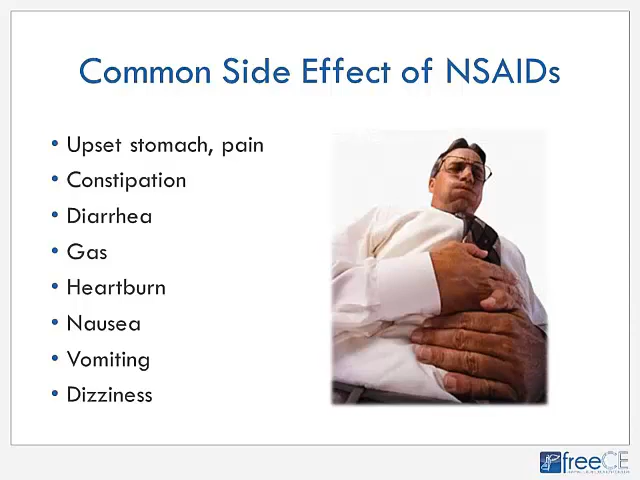 Common Side Effect of NSAIDs
• Upset stomach, pain
• Constipation
• Diarrhea
• Gas
• Heartburn
• Nausea
• Vomiting
• Dizziness
freeCE